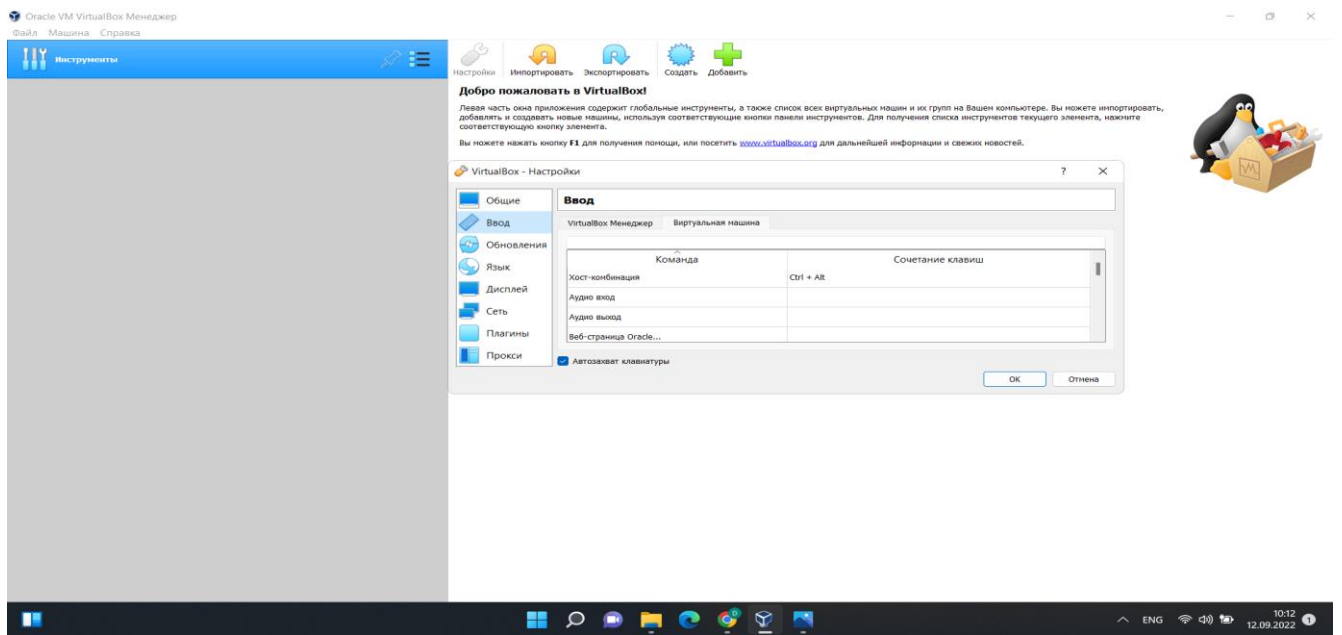 Oracle VM VirtualBox Менеджер
Файл Машина Справка
Инструменты
Настройки Импортировать Экспортировать Создать Добавить
Добро пожаловать в VirtualBox!
Левая часть окна приложения содержит глобальные инструменты, а также список всех виртуальных машин и их групп на Вашем компьютере. Вы можете импортировать,
добавлять и создавать новые машины, используя соответствующие кнопки панели инструментов. Для получения списка инструментов текущего элемента, нажмите
соответствующую кнопку элемента.
Вы можете нажать кнопку F1 для получения помощи, или посетить www.virtualbox.org для дальнейшей информации и свежих новостей.
VirtualBox - Настройки
Общие
Ввод
Обновления
Язык
Дисплей
Сеть
Плагины
Прокси
Ввод
VirtualBox Менеджер Виртуальная машина
Команда Сочетание клавиш
Хост-комбинация Ctrl + Alt
Аудио вход
Аудио выход
Веб-страница Oracle...
Автозахват клавиатуры
ОК Отмена
ENG 10:12
12.09.2022 1